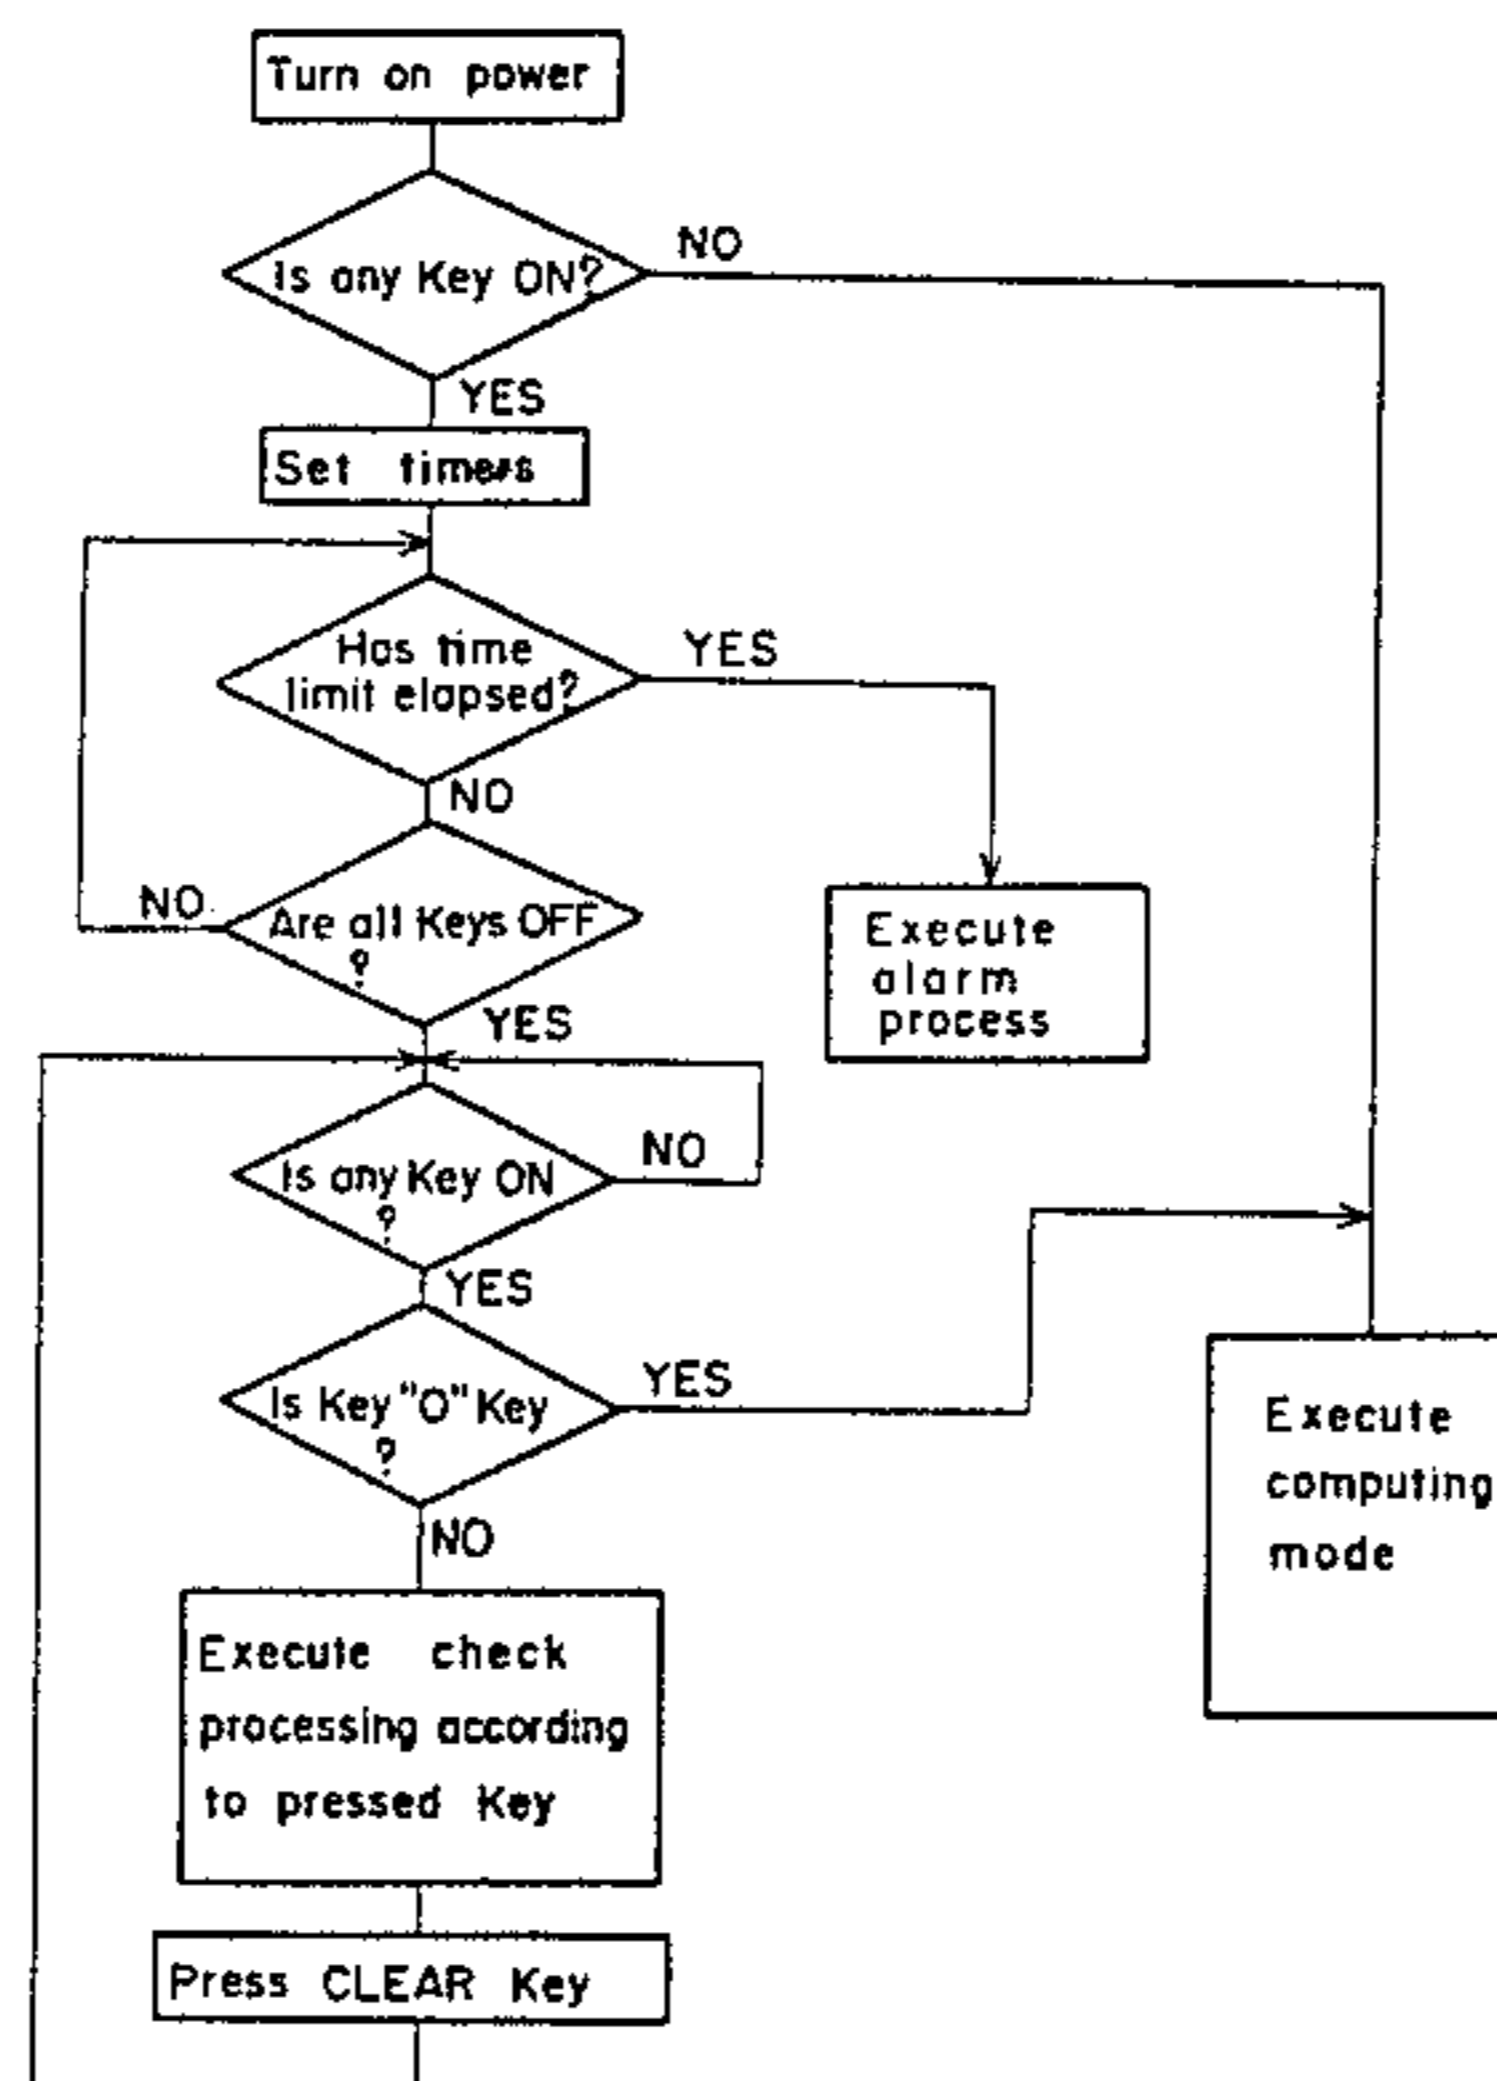 Turn on power
Is any Key ON?
NO
YES
Set timers
Has time
limit elapsed?
YES
NO
Are all Keys OFF
?
NO
YES
Execute
alarm
process
Is any Key ON
?
NO
YES
Is Key "O" Key
?
YES
NO
Execute
computing
mode
Execute check
processing according
to pressed Key
Press CLEAR Key